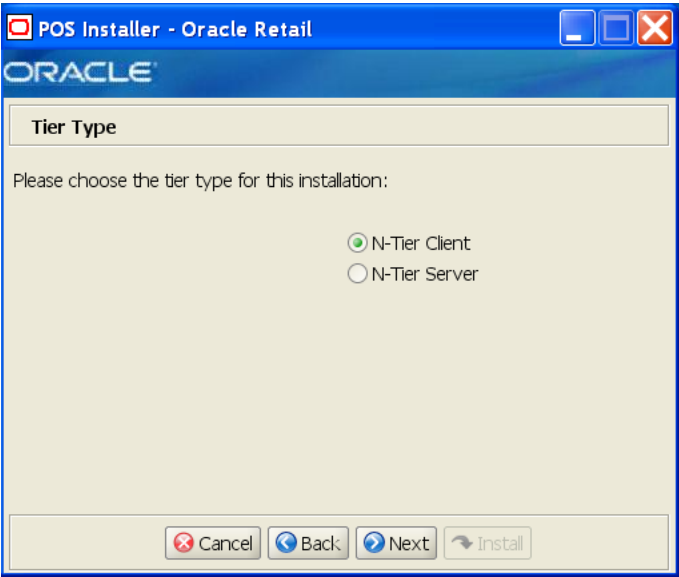 POS Installer - Oracle Retail
ORACLE
Tier Type
Please choose the tier type for this installation:
N-Tier Client
N-Tier Server
Cancel Back Next Install